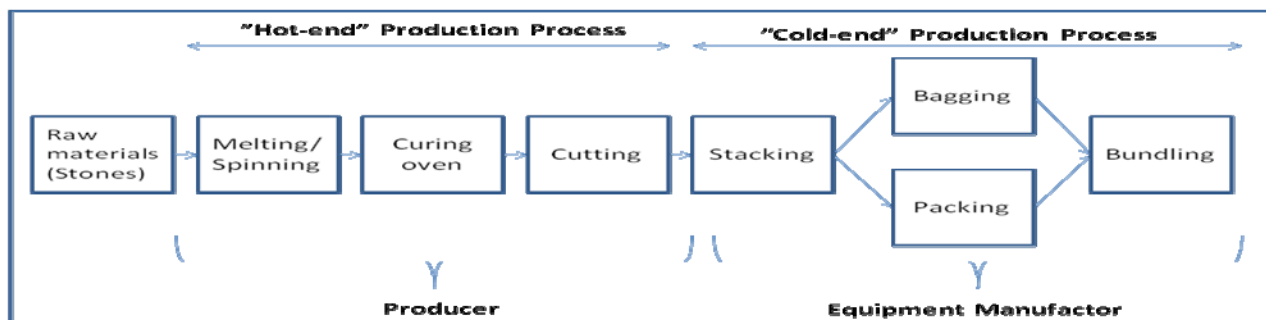 ”Hot-end” Production Process
”Cold-end” Production Process
Raw
materials
(Stones)
Melting/
Spinning
Curing
oven
Cutting
Stacking
Bagging
Packing
Bundling
Producer
Equipment Manufactor